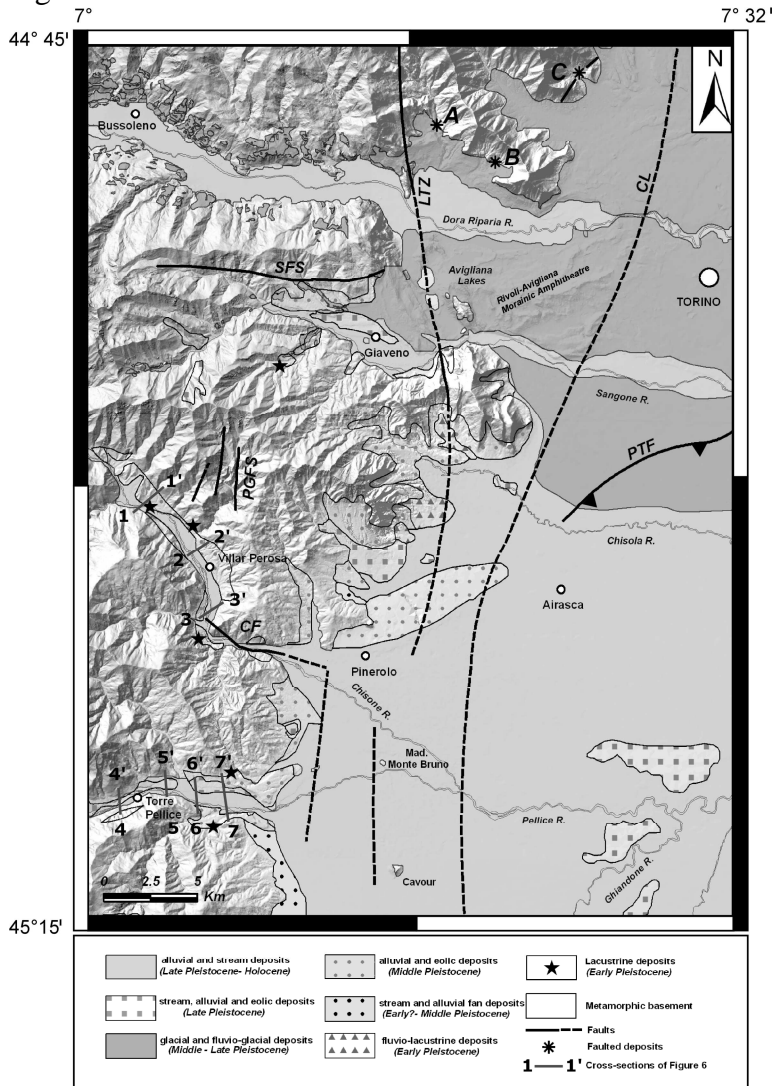 7°
7° 32'
44° 45'
N
C
A
B
Bussoleno
LTZ
CL
Dora Riparia R.
SFS
Avigliana
Lakes
Rivoli-Avigliana
Morainic Amphitheatre
TORINO
Giaveno
Sangone R.
PTF
PGFS
1'
1
2'
2
Villar Perosa
Chisola R.
3'
3
CF
Airasca
Pinerolo
Chisone R.
Mad.
Monte Bruno
4'
5'
6'
7'
Torre
Pellice
4
5
6
7
Pellice R.
Ghiandone R.
Cavour
0 2.5 5
Km
45° 15'
alluvial and stream deposits
(Late Pleistocene- Holocene)
alluvial and eolic deposits
(Middle Pleistocene)
Lacustrine deposits
(Early Pleistocene)
stream, alluvial and eolic deposits
(Late Pleistocene)
stream and alluvial fan deposits
(Early?- Middle Pleistocene)
Metamorphic basement
glacial and fluvio-glacial deposits
(Middle - Late Pleistocene)
fluvio-lacustrine deposits
(Early Pleistocene)
Faults
Faulted deposits
1 1' Cross-sections of Figure 6